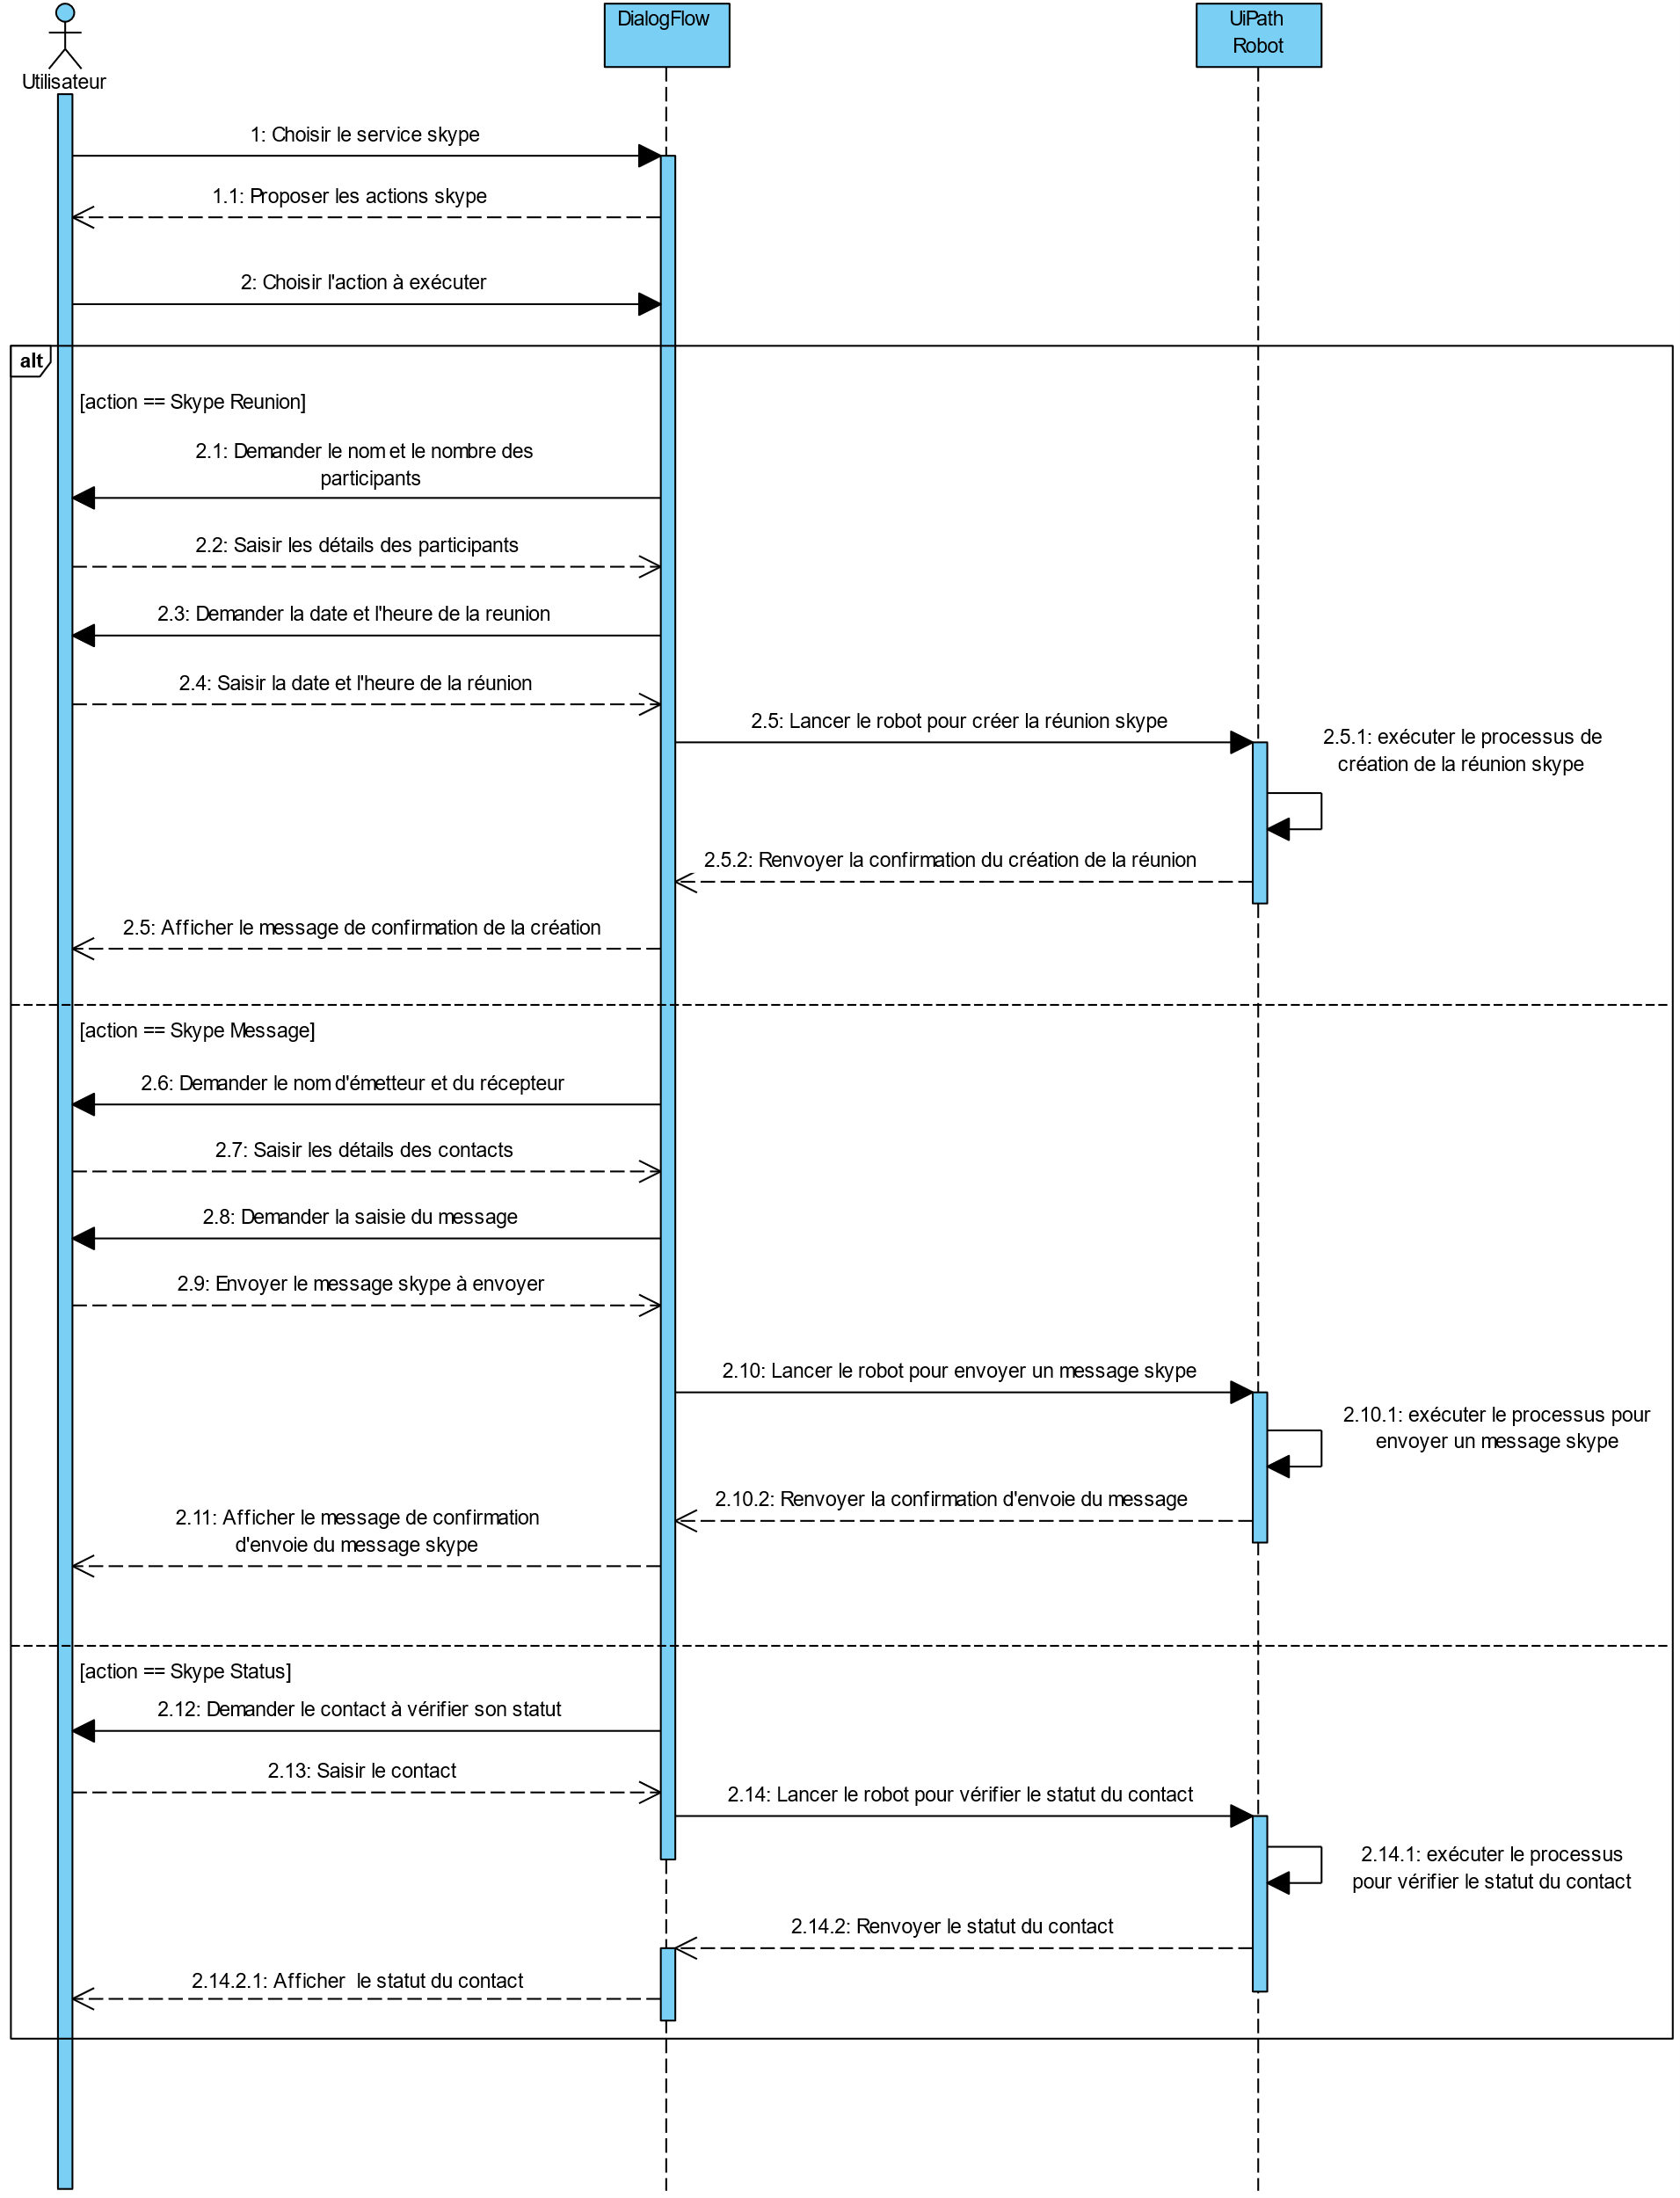 Utilisateur
DialogFlow
UiPath
Robot
1: Choisir le service skype
1.1: Proposer les actions skype
2: Choisir l'action à exécuter
alt
[action == Skype Reunion]
2.1: Demander le nom et le nombre des
participants
2.2: Saisir les détails des participants
2.3: Demander la date et l'heure de la reunion
2.4: Saisir la date et l'heure de la réunion
2.5: Lancer le robot pour créer la réunion skype
2.5.1: exécuter le processus de
création de la réunion skype
2.5.2: Renvoyer la confirmation du création de la réunion
2.5: Afficher le message de confirmation de la création
[action == Skype Message]
2.6: Demander le nom d'émetteur et du récepteur
2.7: Saisir les détails des contacts
2.8: Demander la saisie du message
2.9: Envoyer le message skype à envoyer
2.10: Lancer le robot pour envoyer un message skype
2.10.1: exécuter le processus pour
envoyer un message skype
2.10.2: Renvoyer la confirmation d'envoie du message
2.11: Afficher le message de confirmation
d'envoie du message skype
[action == Skype Status]
2.12: Demander le contact à vérifier son statut
2.13: Saisir le contact
2.14: Lancer le robot pour vérifier le statut du contact
2.14.1: exécuter le processus
pour vérifier le statut du contact
2.14.2: Renvoyer le statut du contact
2.14.2.1: Afficher  le statut du contact